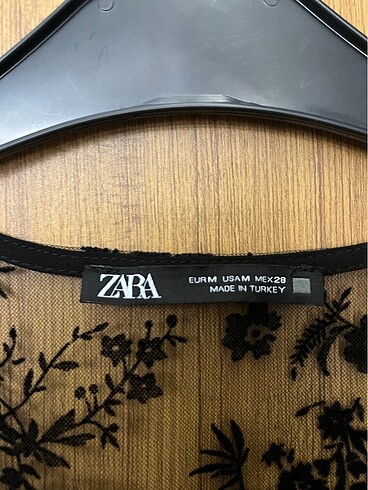 ZARA
EUR M USA M MEX 28
MADE IN TURKEY